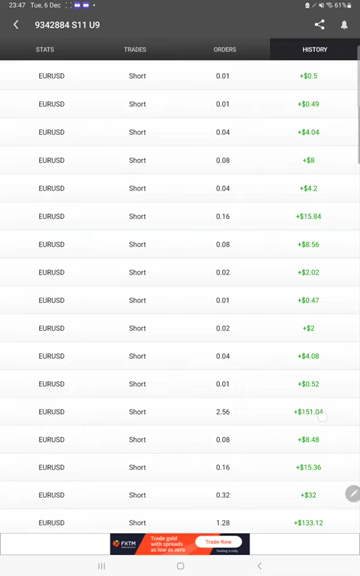 23:47 Tue, 6 Dec
61%
9342884 S11 U9
STATS TRADES ORDERS HISTORY
EURUSD Short 0.01 +$0.5
EURUSD Short 0.01 +$0.49
EURUSD Short 0.04 +$4.04
EURUSD Short 0.08 +$8
EURUSD Short 0.04 +$4.2
EURUSD Short 0.16 +$15.84
EURUSD Short 0.08 +$8.56
EURUSD Short 0.02 +$2.02
EURUSD Short 0.01 +$0.47
EURUSD Short 0.02 +$2
EURUSD Short 0.04 +$4.08
EURUSD Short 0.01 +$0.52
EURUSD Short 2.56 +$151.04
EURUSD Short 0.08 +$8.48
EURUSD Short 0.16 +$15.36
EURUSD Short 0.32 +$32
EURUSD Short 1.28 +$133.12
FXTM
Trade gold
with spreads
as low as zero
Trade Now
Trading is risky